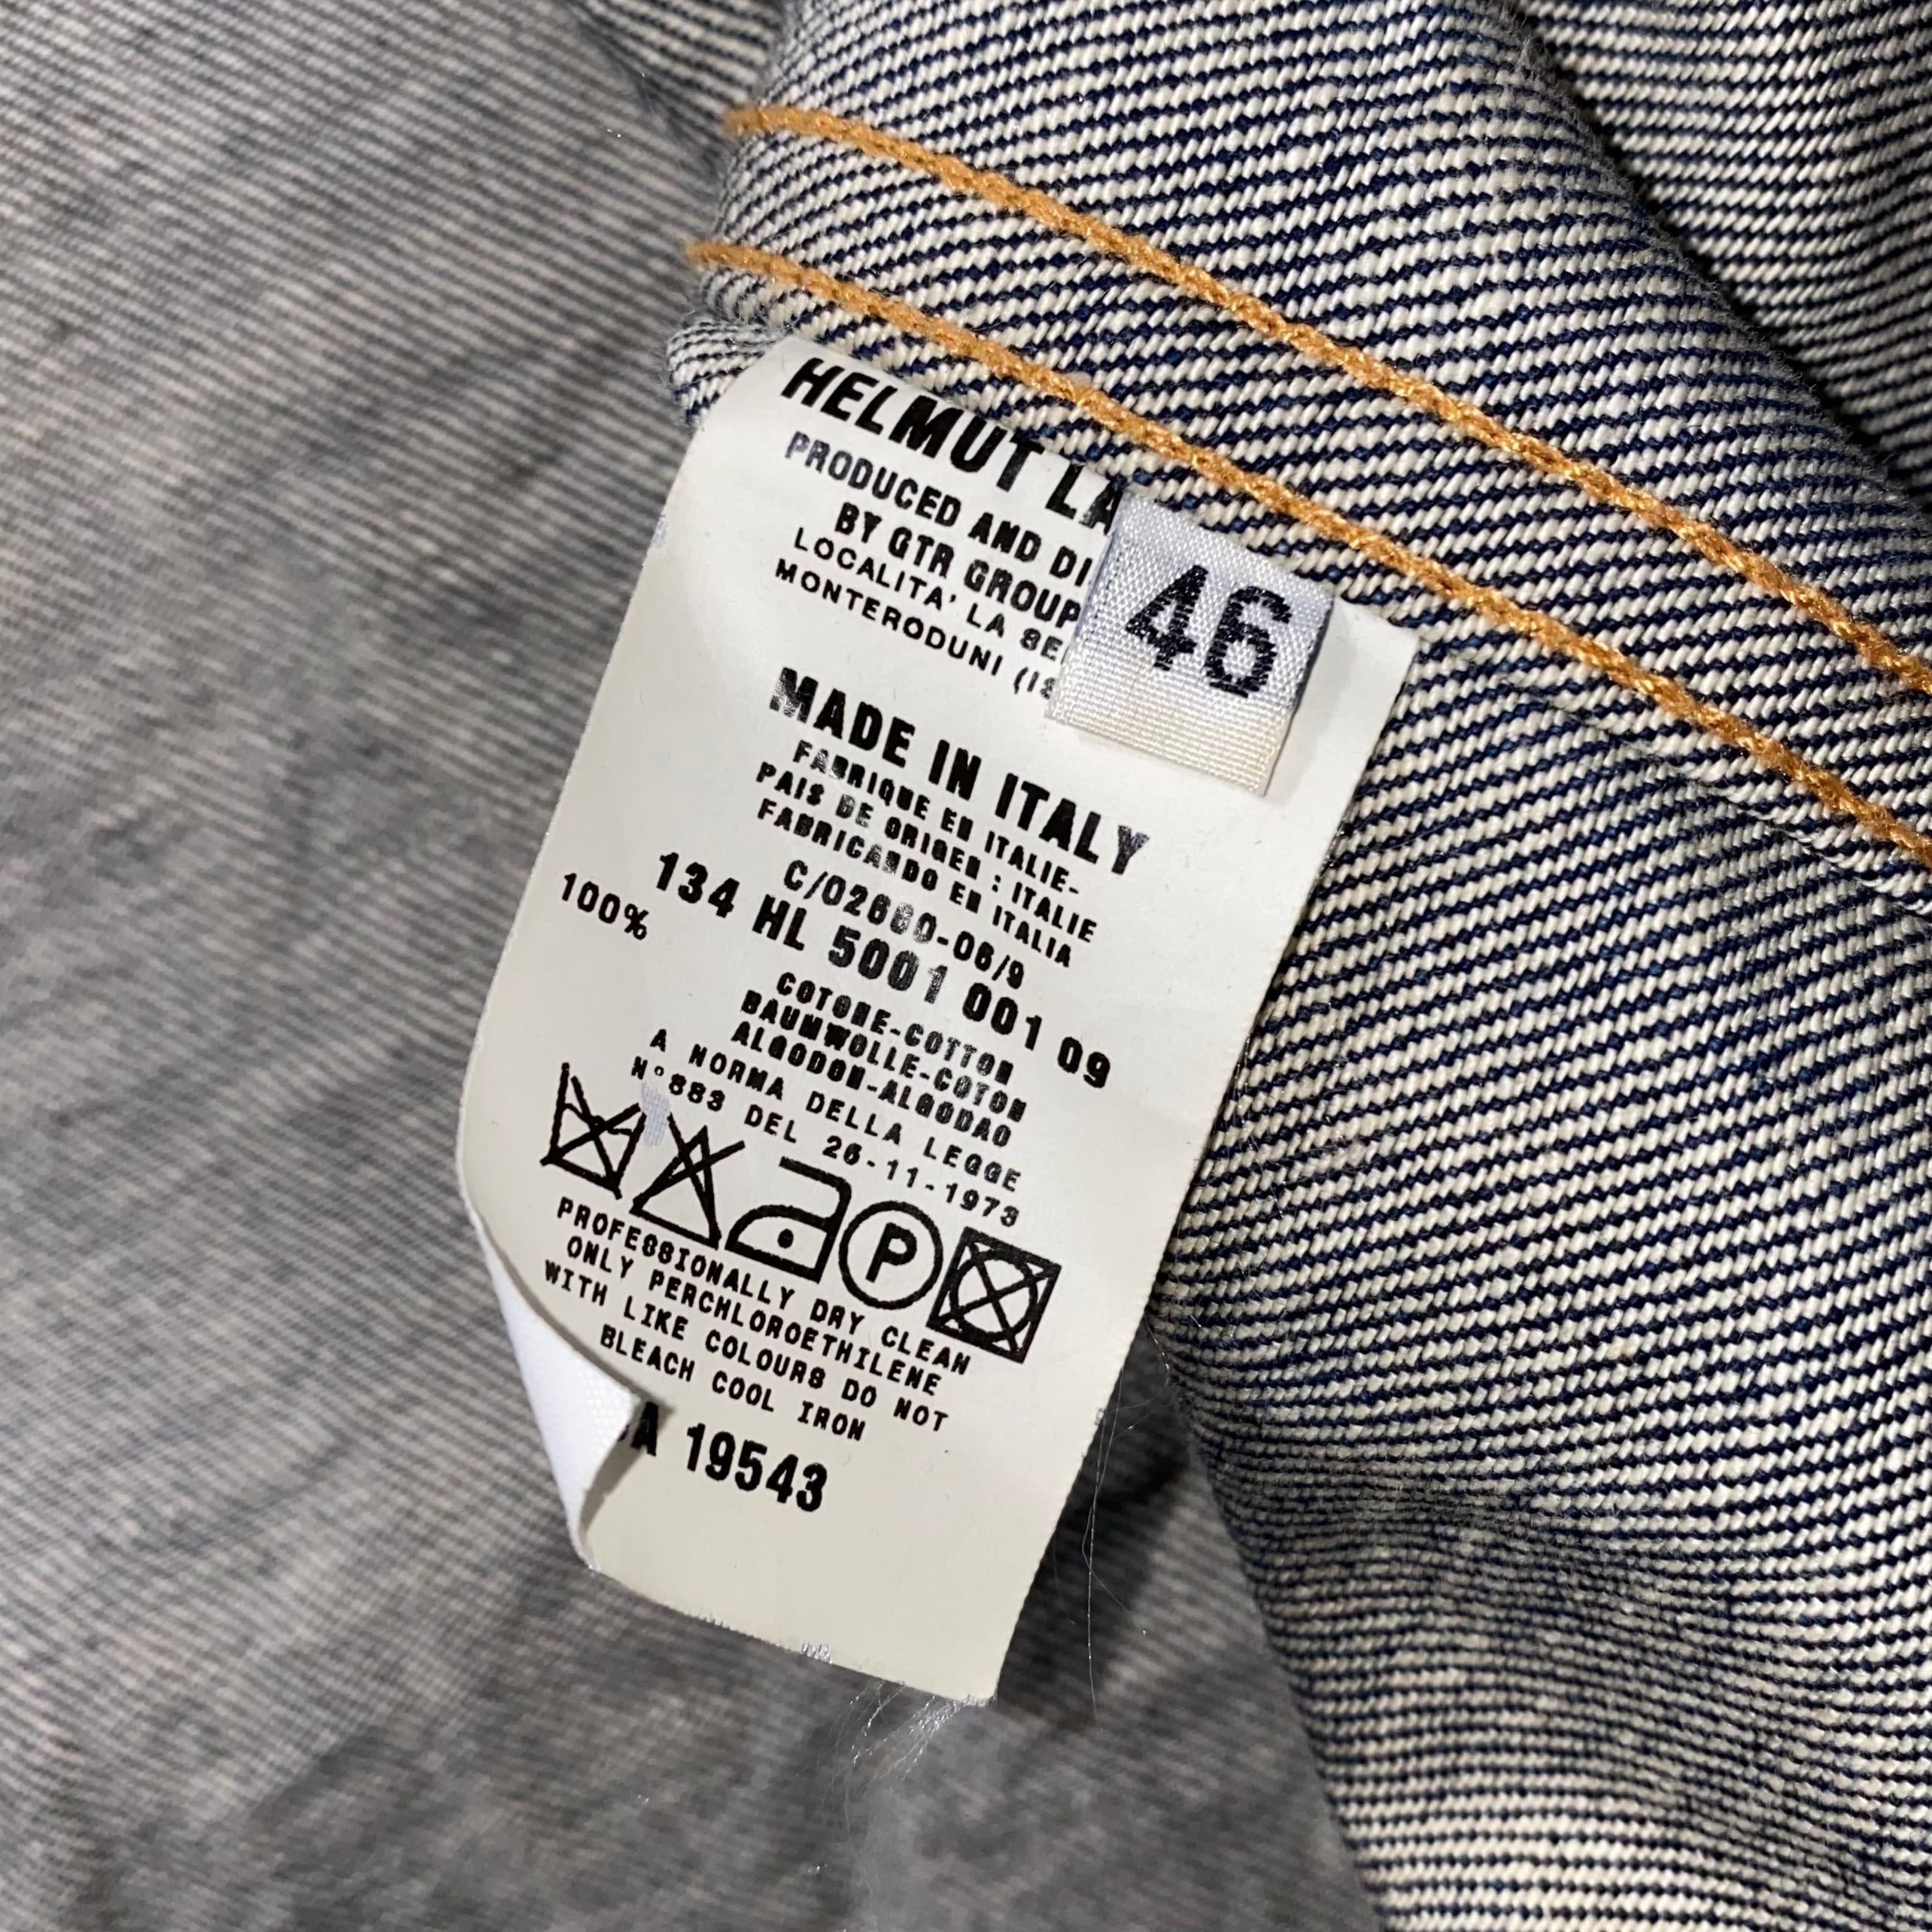 HELMUT LA
PRODUCED AND DI
BY GTR GROUP
LOCALITA' LA SE
MONTERODUNI (IS
46
MADE IN ITALY
FABRIQUE EN ITALIE-
PAIS DE ORIGEN : ITALIE
FABRICANDO EN ITALIA
C/02660-06/9
134 HL 5001 001 09
100%
COTONE-COTTON
BAUMWOLLE-COTON
ALGODON-ALGODAO
A NORMA DELLA LEGGE
N°883 DEL 26-11-1973
P
PROFESSIONALLY DRY CLEAN
ONLY PERCHLOROETHILENE
WITH LIKE COLOURS DO NOT
BLEACH COOL IRON
A 19543